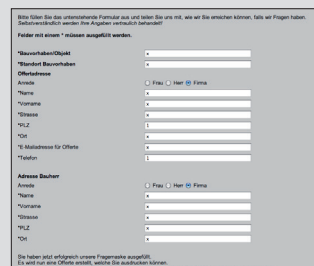 Bitte füllen Sie das untenstehende Formular aus und teilen Sie uns mit, wie wir Sie erreichen können, falls wir Fragen haben.
Selbstverständlich werden Ihre Angaben vertraulich behandelt!
Felder mit einem * müssen ausgefüllt werden.
*Bauvorhaben/Objekt x
*Standort Bauvorhaben x
Offertadresse
Anrede Frau Herr Firma
*Name x
*Vorname x
*Strasse x
*PLZ 1
*Ort x
*E-Mailadresse für Offerte x
*Telefon 1
Adresse Bauherr
Anrede Frau Herr Firma
*Name x
*Vorname x
*Strasse x
*PLZ x
*Ort x
Sie haben jetzt erfolgreich unsere Fragemaske ausgefüllt.
Es wird nun eine Offerte erstellt, welche Sie ausdrucken können.